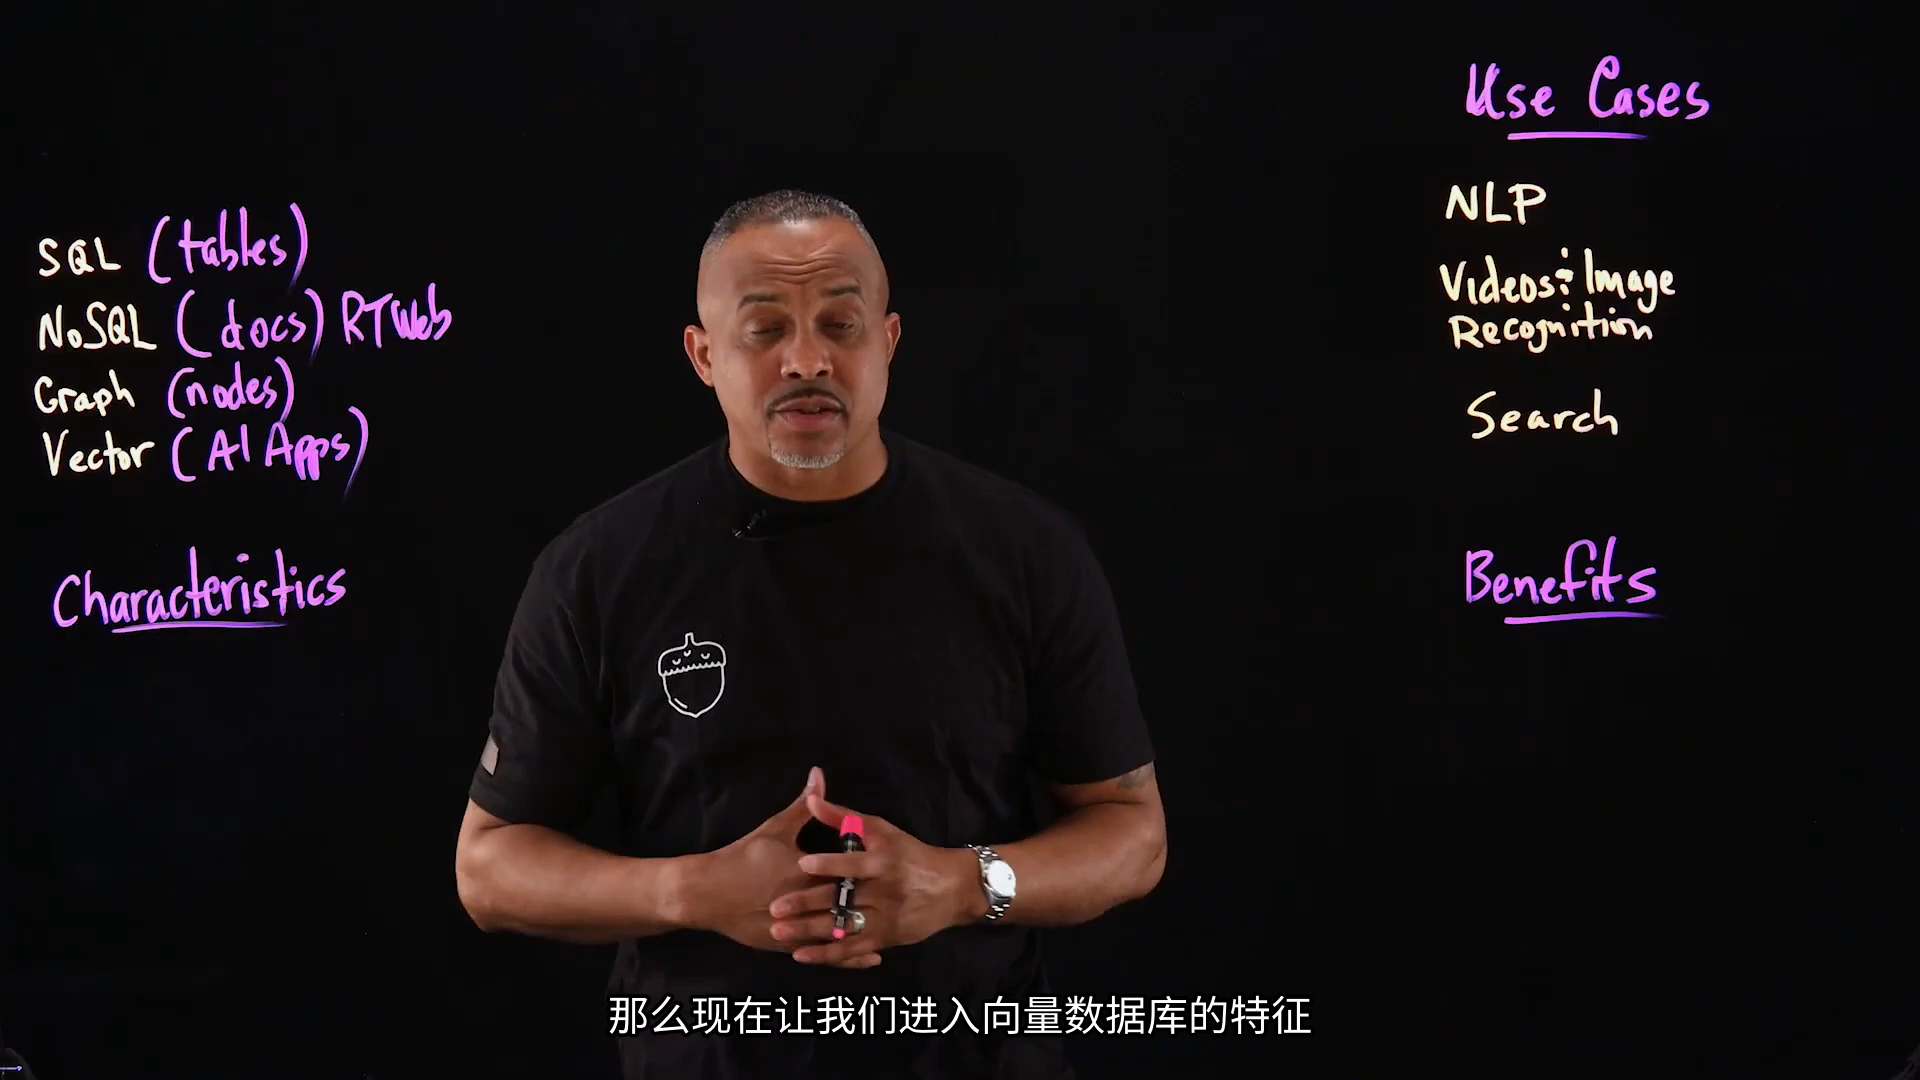 SQL (tables)
NoSQL (docs) RTWeb
Graph (nodes)
Vector (AI Apps)
Characteristics
Use Cases
NLP
Videos & Image
Recognition
Search
Benefits
那么现在让我们进入向量数据库的特征